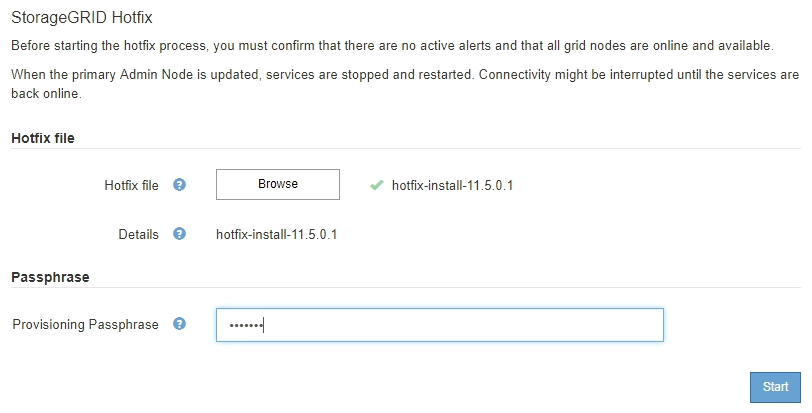 StorageGRID Hotfix
Before starting the hotfix process, you must confirm that there are no active alerts and that all grid nodes are online and available.
When the primary Admin Node is updated, services are stopped and restarted. Connectivity might be interrupted until the services are
back online.
Hotfix file
Hotfix file ? Browse ✔ hotfix-install-11.5.0.1
Details ? hotfix-install-11.5.0.1
Passphrase
Provisioning Passphrase ? •••••••
Start